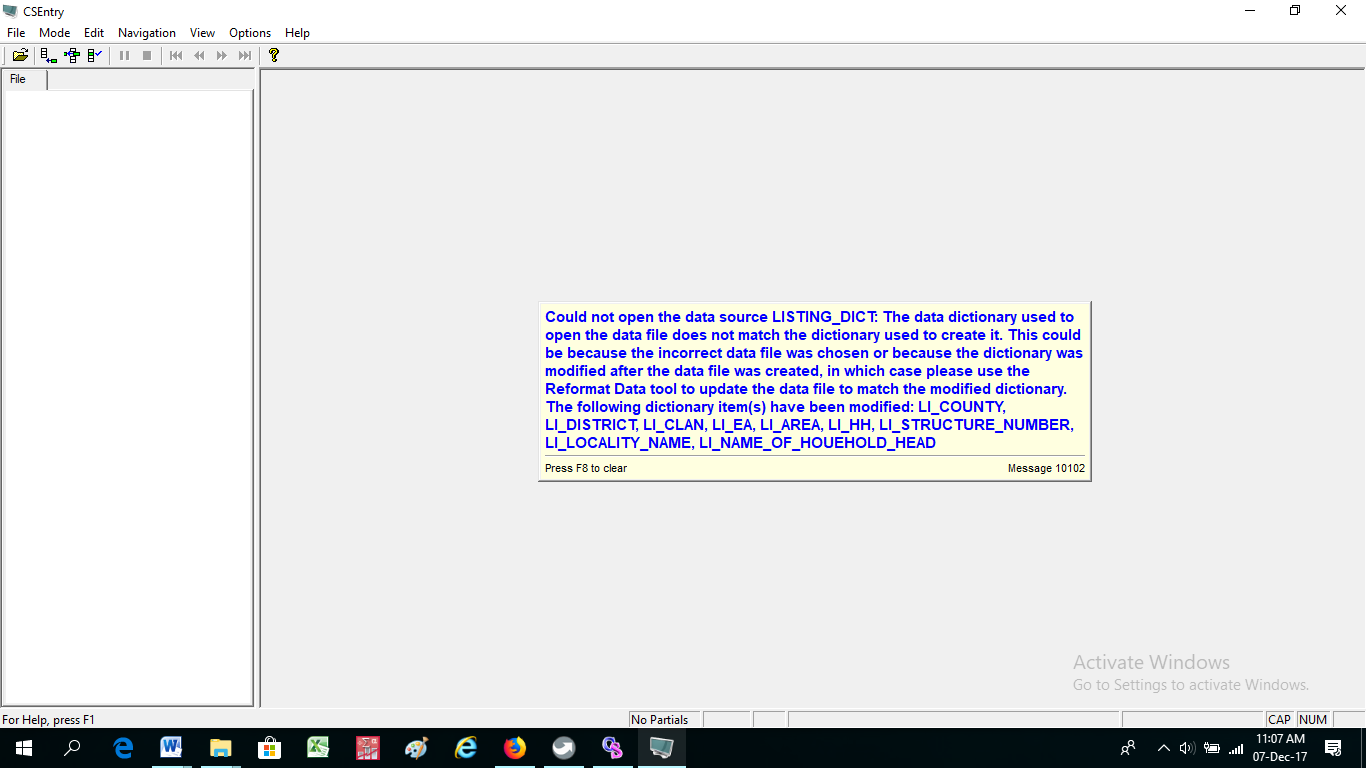 CSEntry
File Mode Edit Navigation View Options Help
File
Could not open the data source LISTING_DICT: The data dictionary used to
open the data file does not match the dictionary used to create it. This could
be because the incorrect data file was chosen or because the dictionary was
modified after the data file was created, in which case please use the
Reformat Data tool to update the data file to match the modified dictionary.
The following dictionary item(s) have been modified: LI_COUNTY,
LI_DISTRICT, LI_CLAN, LI_EA, LI_AREA, LI_HH, LI_STRUCTURE_NUMBER,
LI_LOCALITY_NAME, LI_NAME_OF_HOUEHOLD_HEAD
Press F8 to clear Message 10102
Activate Windows
Go to Settings to activate Windows.
For Help, press F1 No Partials CAP NUM
11:07 AM
07-Dec-17